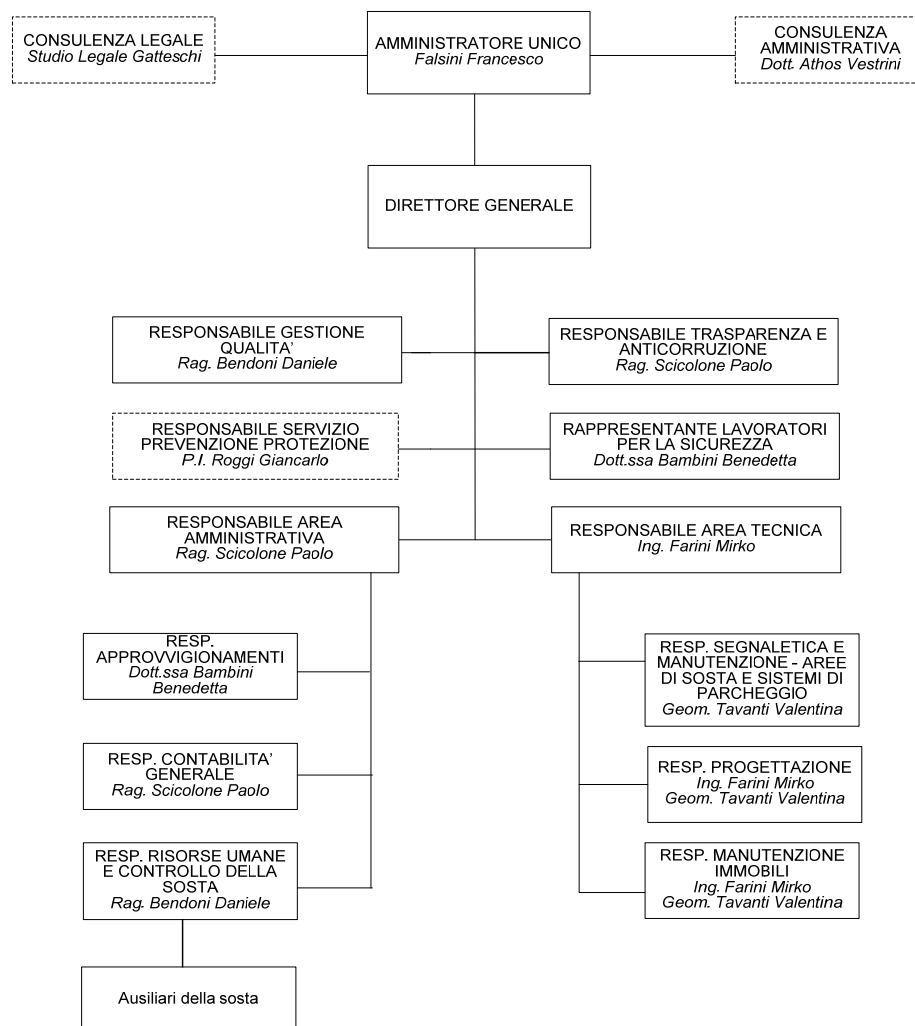 CONSULENZA LEGALE
Studio Legale Gatteschi
AMMINISTRATORE UNICO
Falsini Francesco
CONSULENZA
AMMINISTRATIVA
Dott. Athos Vestrini
DIRETTORE GENERALE
RESPONSABILE GESTIONE
QUALITA'
Rag. Bendoni Daniele
RESPONSABILE TRASPARENZA E
ANTICORRUZIONE
Rag. Scicolone Paolo
RESPONSABILE SERVIZIO
PREVENZIONE PROTEZIONE
P.I. Roggi Giancarlo
RAPPRESENTANTE LAVORATORI
PER LA SICUREZZA
Dott.ssa Bambini Benedetta
RESPONSABILE AREA
AMMINISTRATIVA
Rag. Scicolone Paolo
RESPONSABILE AREA TECNICA
Ing. Farini Mirko
RESP.
APPROVVIGIONAMENTI
Dott.ssa Bambini
Benedetta
RESP. SEGNALETICA E
MANUTENZIONE - AREE
DI SOSTA E SISTEMI DI
PARCHEGGIO
Geom. Tavanti Valentina
RESP. CONTABILITA'
GENERALE
Rag. Scicolone Paolo
RESP. PROGETTAZIONE
Ing. Farini Mirko
Geom. Tavanti Valentina
RESP. RISORSE UMANE
E CONTROLLO DELLA
SOSTA
Rag. Bendoni Daniele
RESP. MANUTENZIONE
IMMOBILI
Ing. Farini Mirko
Geom. Tavanti Valentina
Ausiliari della sosta